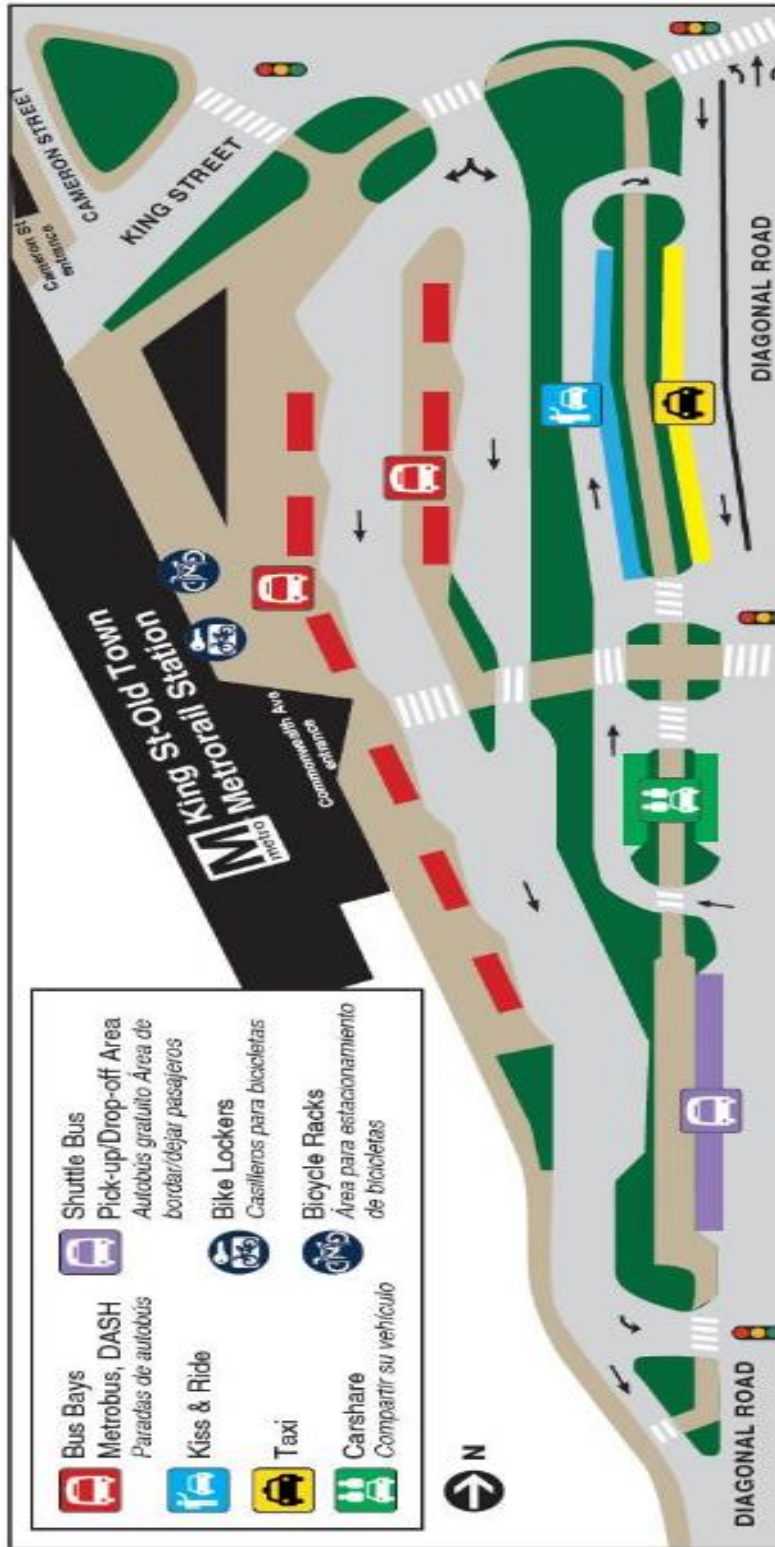 Bus Bays
Metrobus, DASH
Paradas de autobús
Kiss & Ride
Taxi
Carshare
Compartir su vehículo
Shuttle Bus
Pick-up/Drop-off Area
Autobús gratuito Área de
bordar/dejar pasajeros
Bike Lockers
Casilleros para bicicletas
Bicycle Racks
Área para estacionamiento
de bicicletas
N
M
metro
King St-Old Town
Metrorail Station
Commonwealth Ave
entrance
Cameron St
entrance
CAMERON STREET
KING STREET
DIAGONAL ROAD
DIAGONAL ROAD